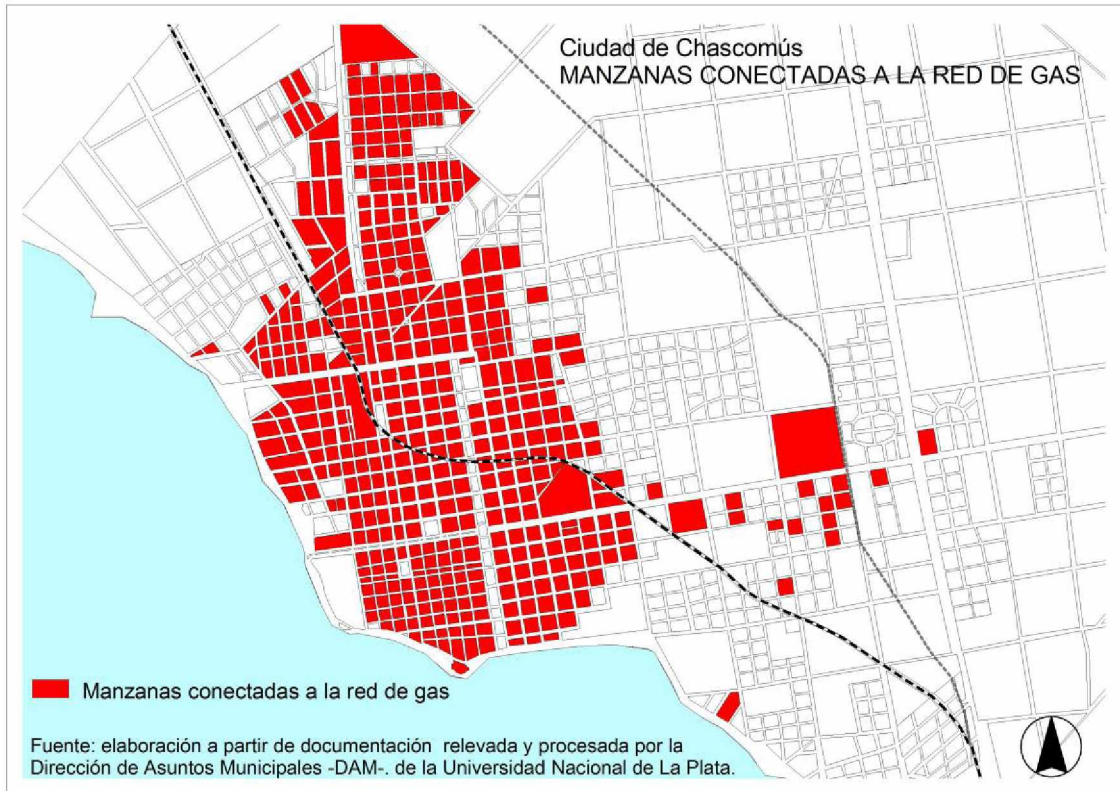 Ciudad de Chascomús
MANZANAS CONECTADAS A LA RED DE GAS
Manzanas conectadas a la red de gas
Fuente: elaboración a partir de documentación relevada y procesada por la
Dirección de Asuntos Municipales -DAM-. de la Universidad Nacional de La Plata.